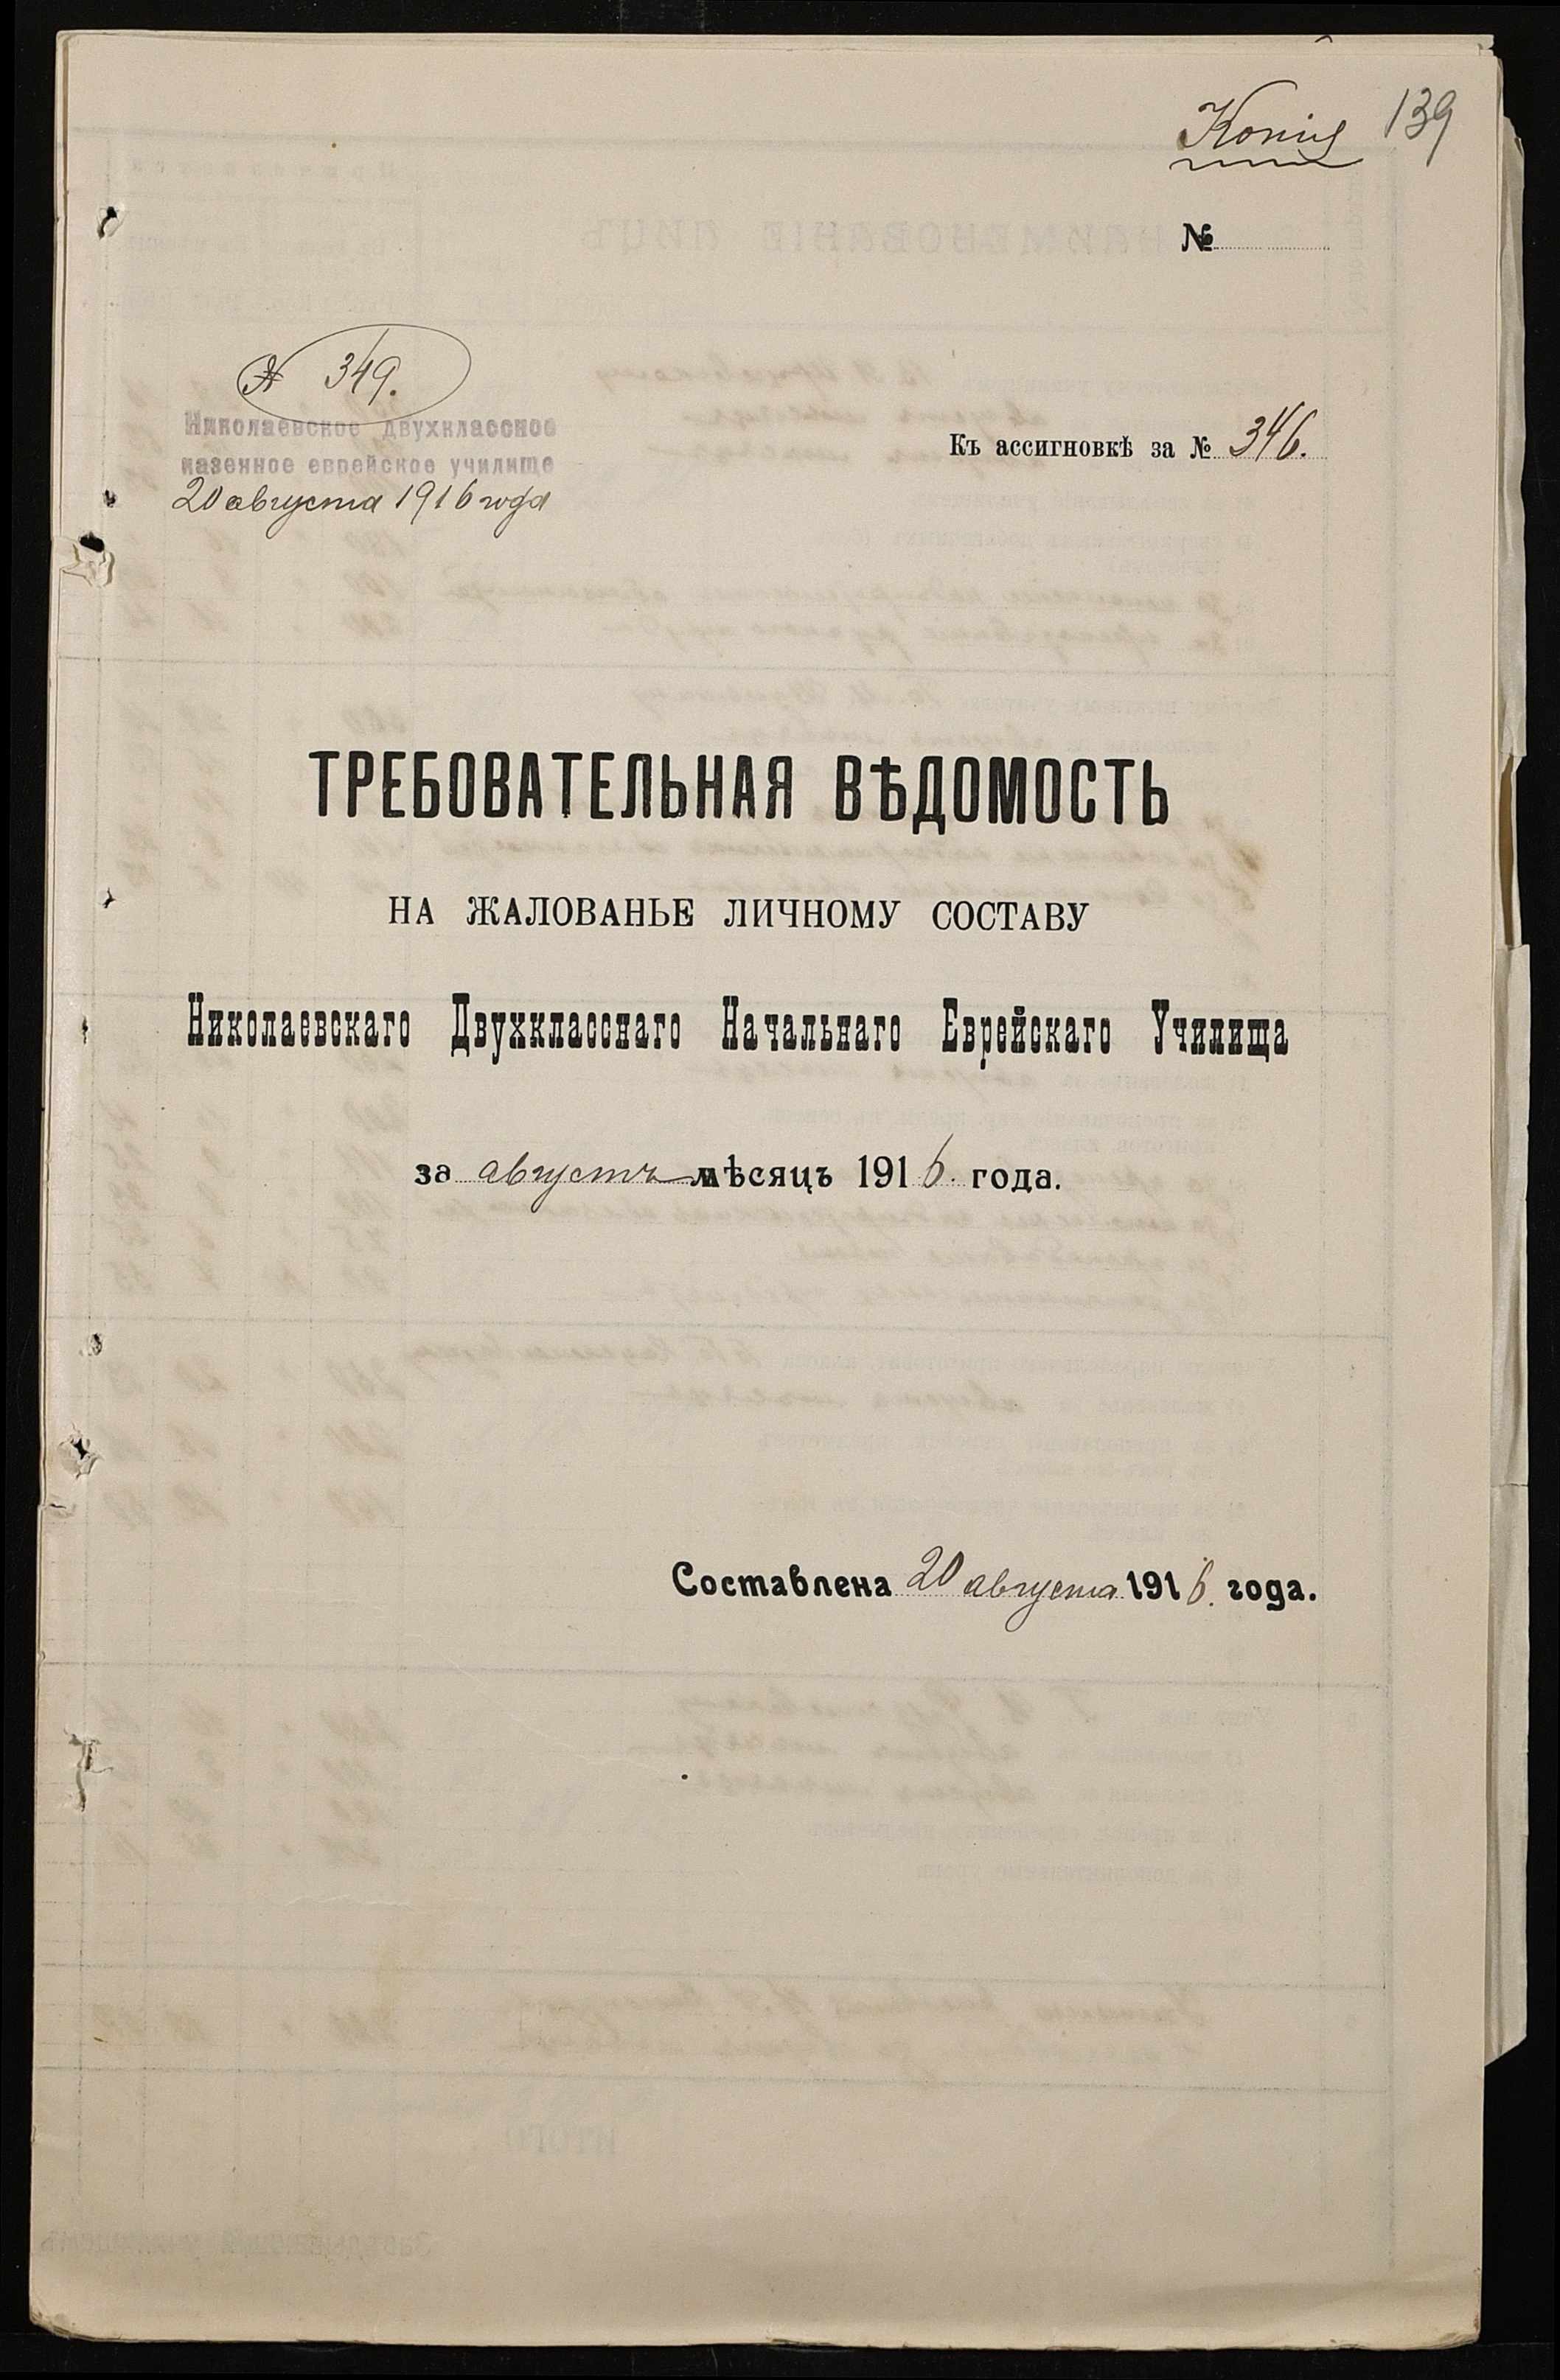 Копія 139
№
№ 349.
Николаевское двухклассное
казенное еврейское училище
20 августа 1916 года
Къ ассигновкѣ за № 346.
ТРЕБОВАТЕЛЬНАЯ ВѢДОМОСТЬ
НА ЖАЛОВАНЬЕ ЛИЧНОМУ СОСТАВУ
Николаевскаго Двухкласснаго Начальнаго Еврейскаго Училища
за августъ мѣсяцъ 1916. года.
Составлена 20 августа 1916. года.